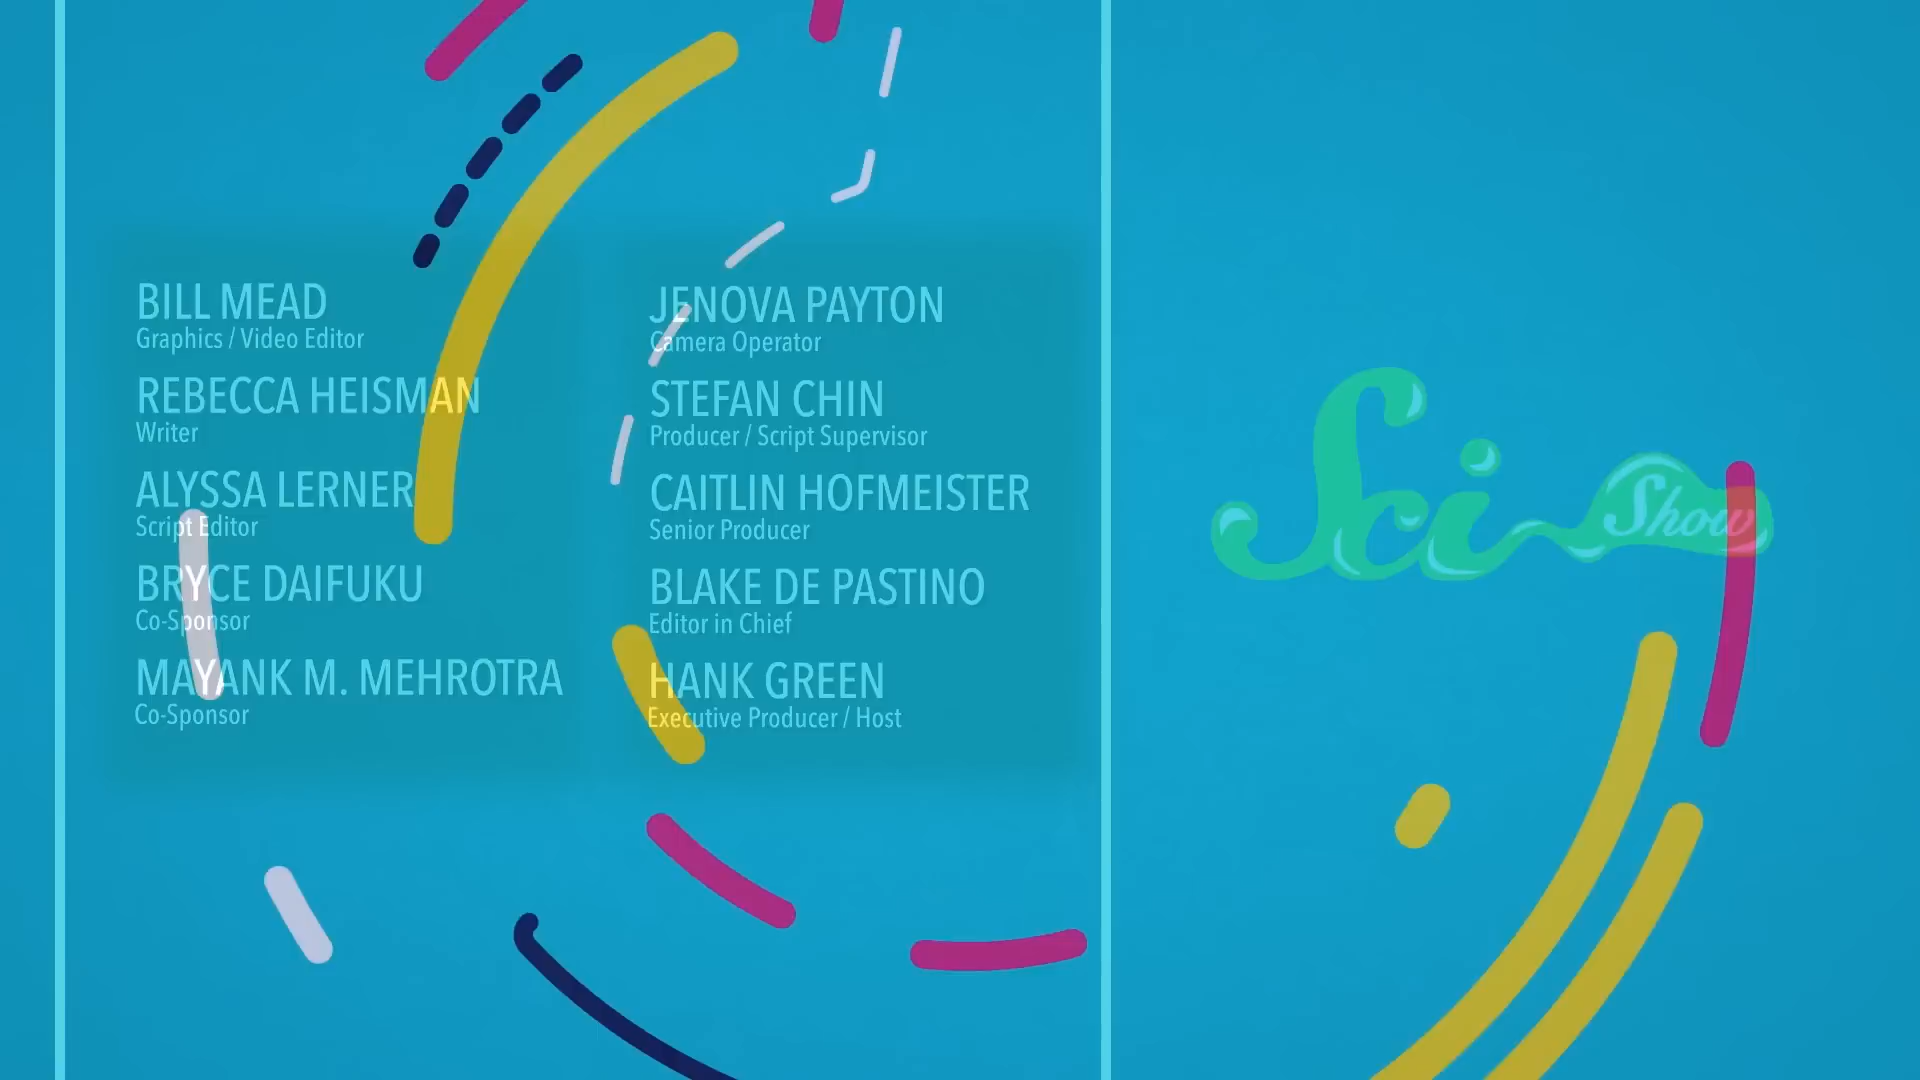 BILL MEAD
Graphics / Video Editor
REBECCA HEISMAN
Writer
ALYSSA LERNER
Script Editor
BRYCE DAIFUKU
Co-Sponsor
MAYANK M. MEHROTRA
Co-Sponsor
JENOVA PAYTON
Camera Operator
STEFAN CHIN
Producer / Script Supervisor
CAITLIN HOFMEISTER
Senior Producer
BLAKE DE PASTINO
Editor in Chief
HANK GREEN
Executive Producer / Host
Sci Show